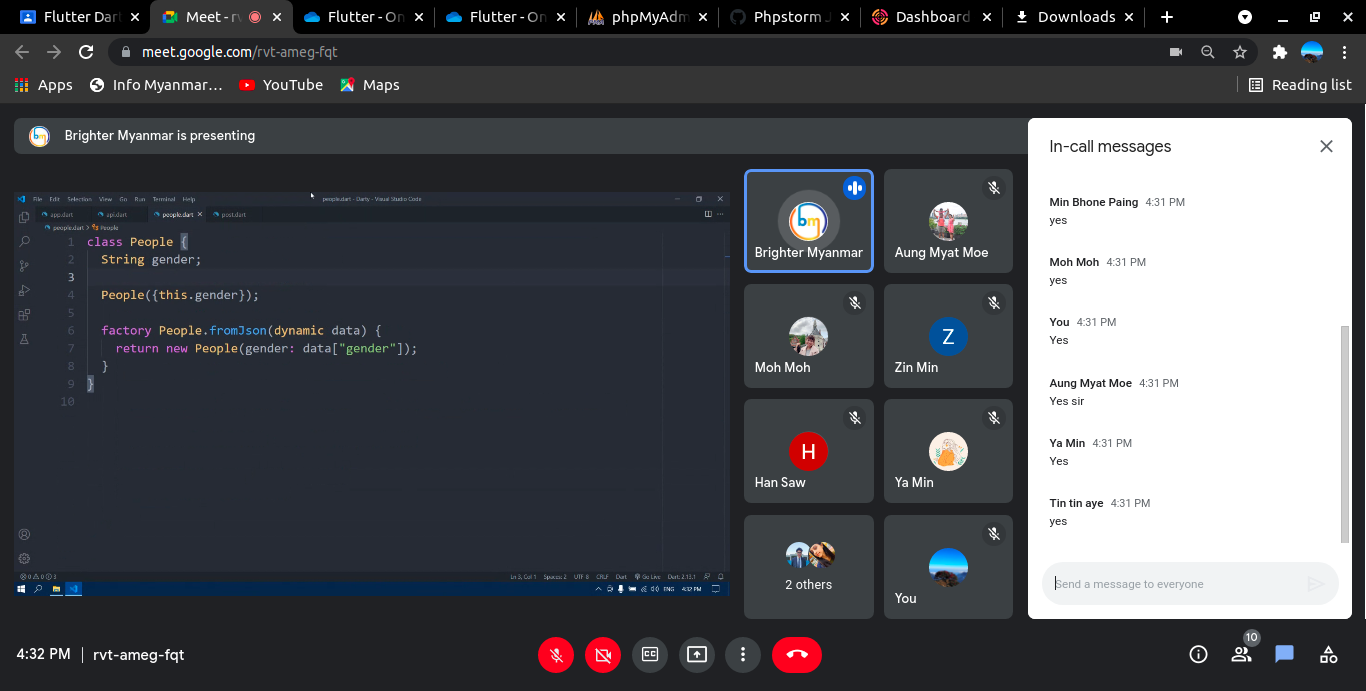 Flutter Dar
Meet - rv
Flutter - On
Flutter - On
phpMyAdm
Phpstorm J
Dashboard
Downloads
meet.google.com/rvt-ameg-fqt
Apps
Info Myanmar…
YouTube
Maps
Reading list
bm
Brighter Myanmar is presenting
File Edit Selection View Go Run Terminal Help
people.dart - Darty - Visual Studio Code
app.dart
api.dart
people.dart
post.dart
people.dart > People
1 class People {
2 String gender;
3
4 People({this.gender});
5
6 factory People.fromJson(dynamic data) {
7 return new People(gender: data["gender"]);
8 }
9 }
10
Ln 3, Col 1 Spaces: 2 UTF-8 CRLF Dart Go Live Dart: 2.13.1
ENG 4:32 PM
bm
Brighter Myanmar
Aung Myat Moe
Moh Moh
Z
Zin Min
H
Han Saw
Ya Min
2 others
You
In-call messages
Min Bhone Paing 4:31 PM
yes
Moh Moh 4:31 PM
yes
You 4:31 PM
Yes
Aung Myat Moe 4:31 PM
Yes sir
Ya Min 4:31 PM
Yes
Tin tin aye 4:31 PM
yes
Send a message to everyone
4:32 PM | rvt-ameg-fqt
CC
10